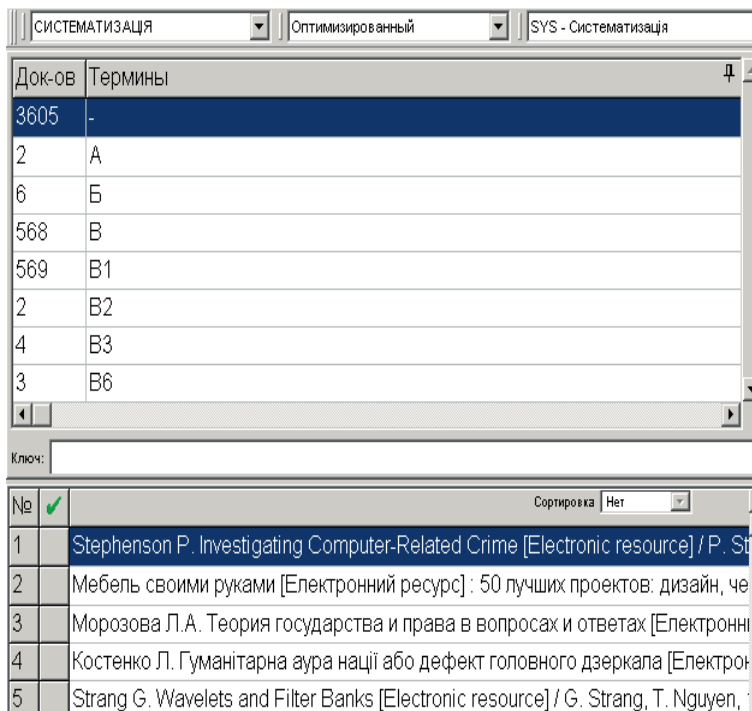 СИСТЕМАТИЗАЦІЯ Оптимизированный SYS - Систематизація
Док-ов Термины
3605 -
2 А
6 Б
568 В
569 В1
2 В2
4 В3
3 В6
Ключ:
№ Сортировка Нет
1 Stephenson P. Investigating Computer-Related Crime [Electronic resource] / P. St
2 Мебель своими руками [Електронний ресурс] : 50 лучших проектов: дизайн, че
3 Морозова Л.А. Теория государства и права в вопросах и ответах [Електронн
4 Костенко Л. Гуманітарна аура нації або дефект головного дзеркала [Електрон
5 Strang G. Wavelets and Filter Banks [Electronic resource] / G. Strang, T. Nguyen,